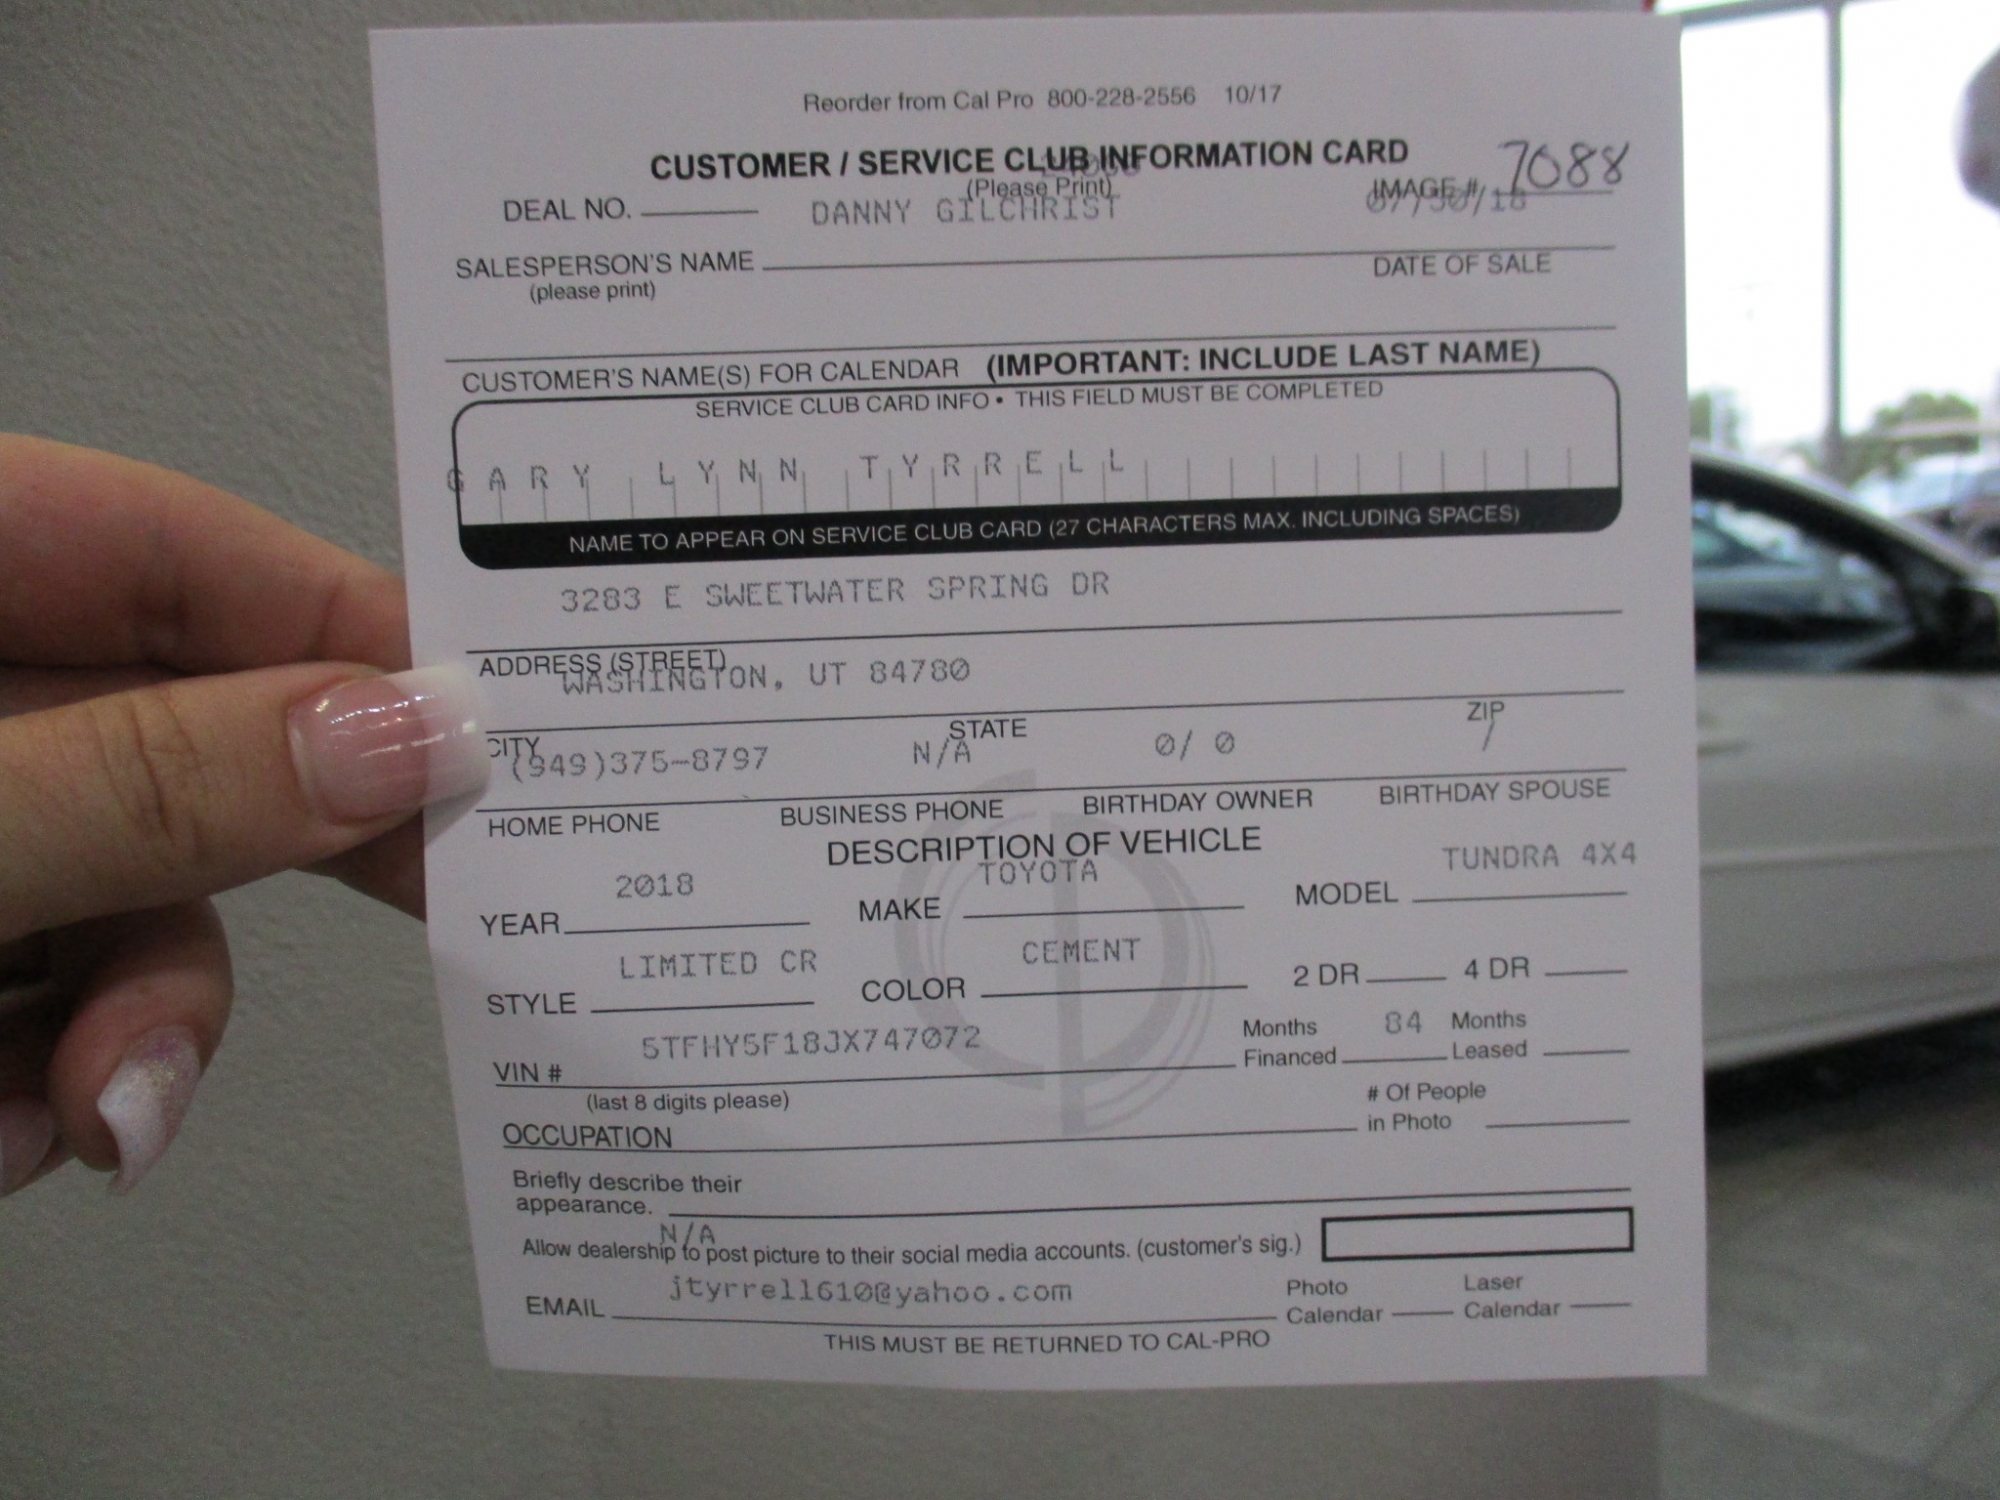 Reorder from Cal Pro 800-228-2556 10/17
CUSTOMER / SERVICE CLUB INFORMATION CARD
(Please Print)
IMAGE # 7088
DEAL NO.
DANNY GILCHRIST
SALESPERSON'S NAME
DATE OF SALE
(please print)
CUSTOMER'S NAME(S) FOR CALENDAR (IMPORTANT: INCLUDE LAST NAME)
SERVICE CLUB CARD INFO • THIS FIELD MUST BE COMPLETED
GARY LYNN TYRRELL
NAME TO APPEAR ON SERVICE CLUB CARD (27 CHARACTERS MAX. INCLUDING SPACES)
3283 E SWEETWATER SPRING DR
ADDRESS (STREET)
WASHINGTON, UT 84780
CITY STATE ZIP
(949)375-8797 N/A 0/ 0 /
HOME PHONE BUSINESS PHONE BIRTHDAY OWNER BIRTHDAY SPOUSE
DESCRIPTION OF VEHICLE
2018 TOYOTA TUNDRA 4X4
YEAR MAKE MODEL
LIMITED CR CEMENT
STYLE COLOR 2 DR 4 DR
5TFHY5F18JX747072
Months Financed 84 Months Leased
VIN #
(last 8 digits please)
# Of People in Photo
OCCUPATION
Briefly describe their
appearance.
N/A
Allow dealership to post picture to their social media accounts. (customer's sig.)
jtyrrell610@yahoo.com
EMAIL
Photo Calendar Laser Calendar
THIS MUST BE RETURNED TO CAL-PRO